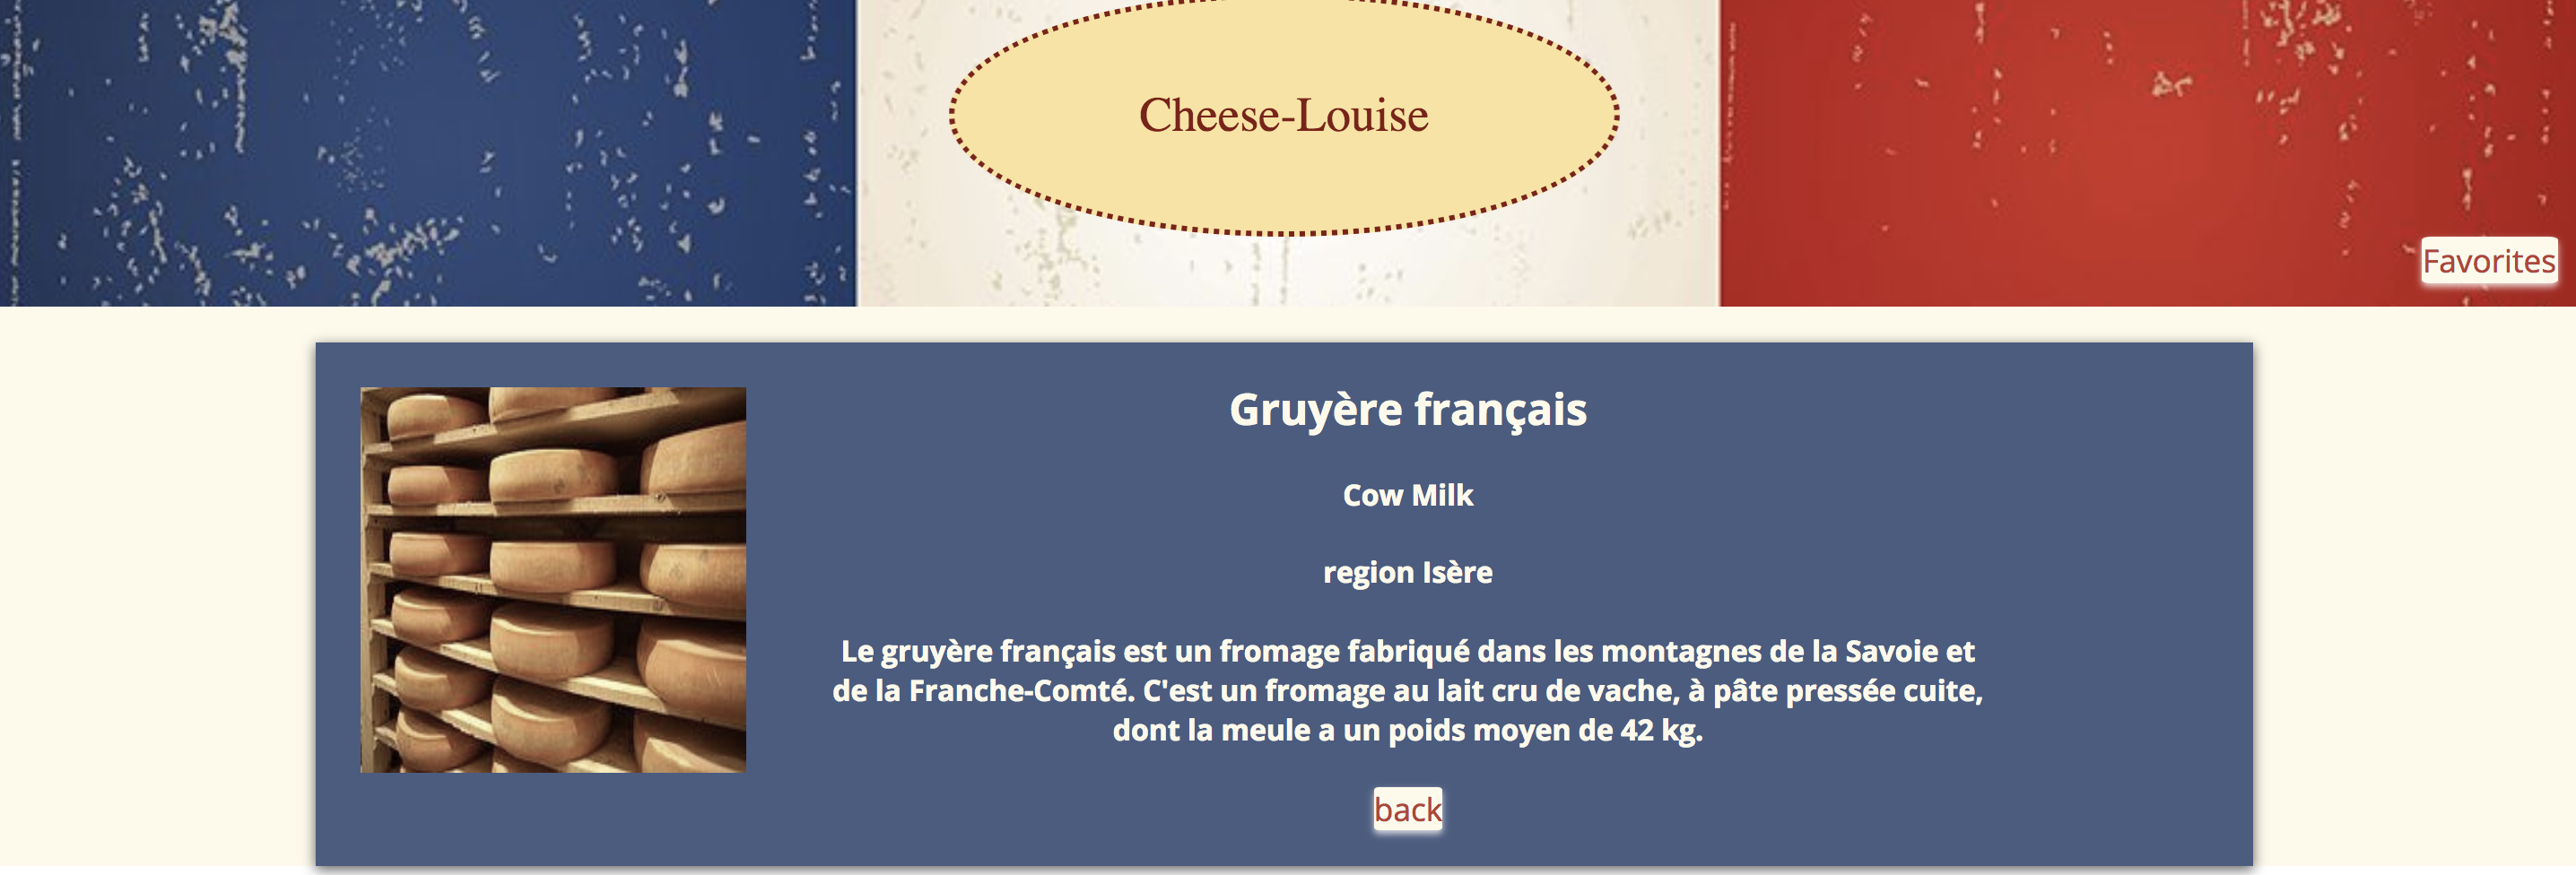 Cheese-Louise
Favorites
Gruyère français
Cow Milk
region Isère
Le gruyère français est un fromage fabriqué dans les montagnes de la Savoie et
de la Franche-Comté. C'est un fromage au lait cru de vache, à pâte pressée cuite,
dont la meule a un poids moyen de 42 kg.
back